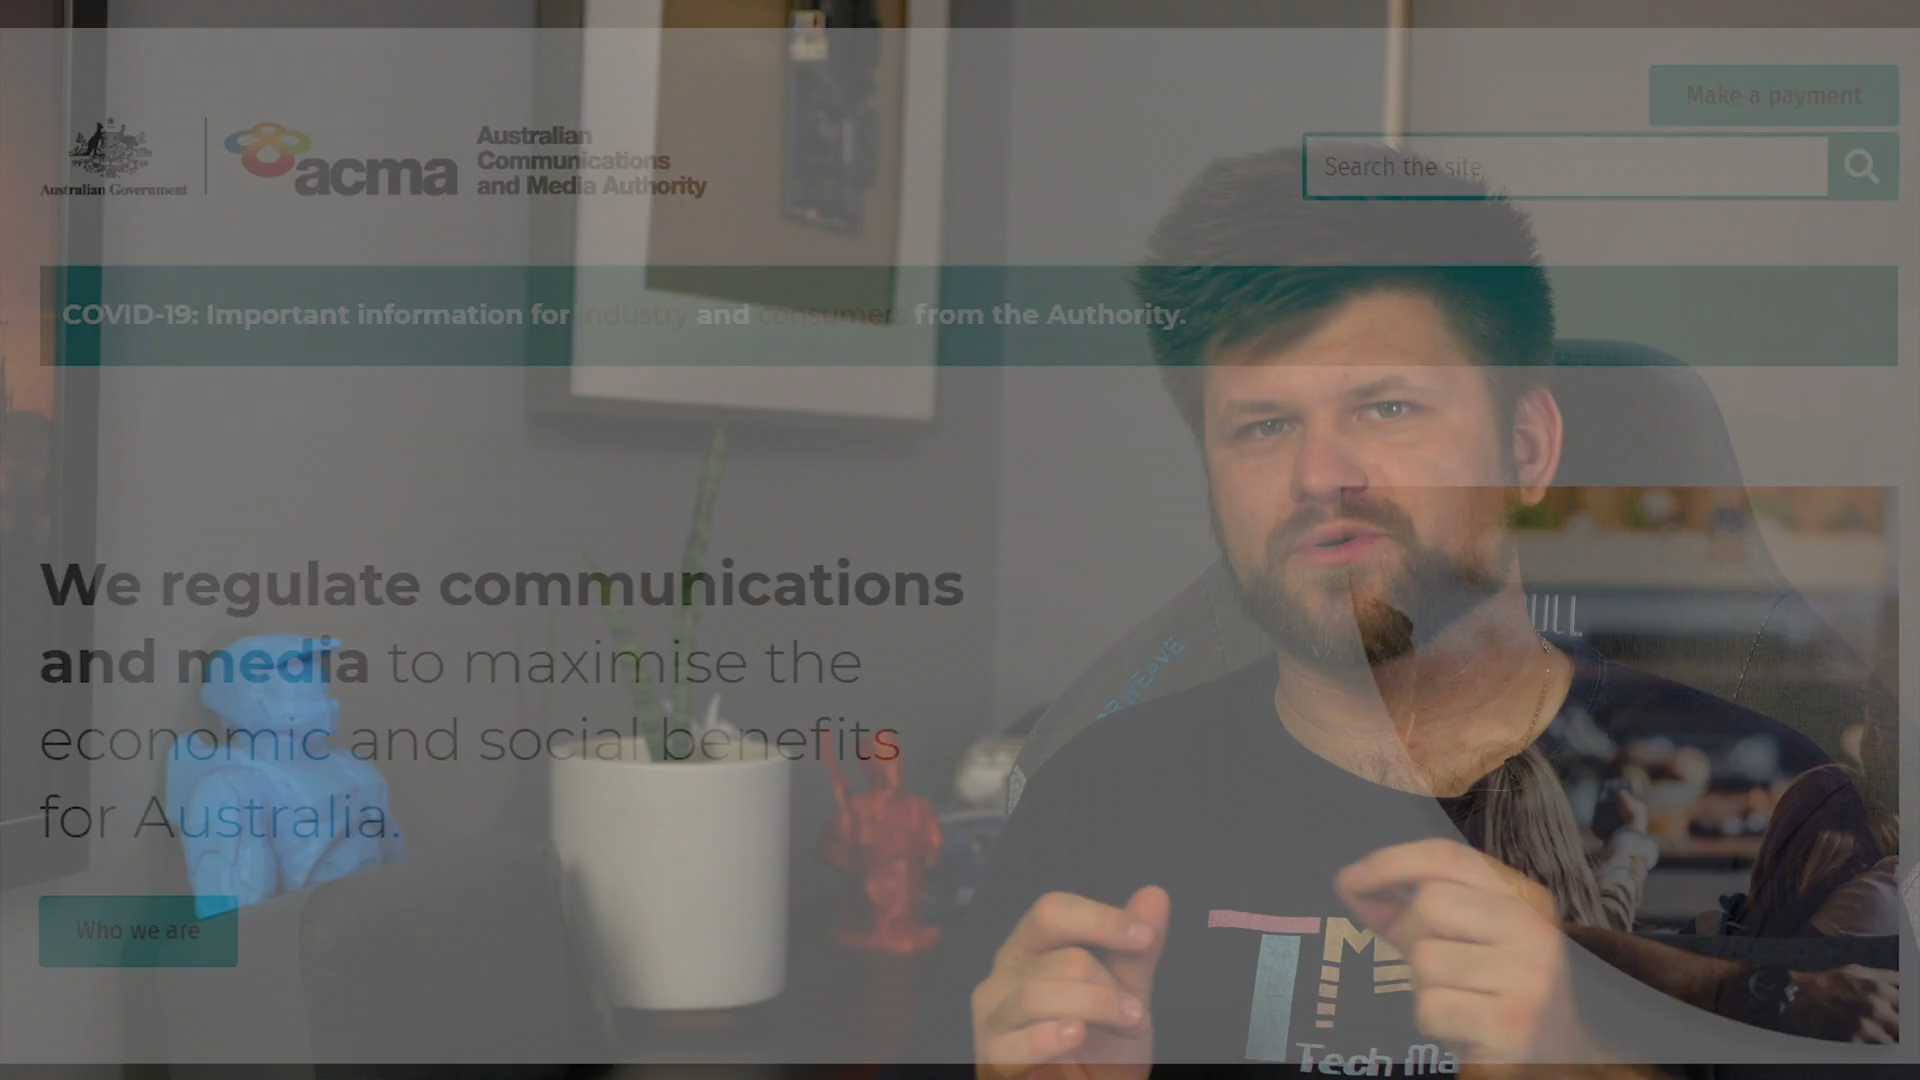 Make a payment
Australian Government
acma
Australian
Communications
and Media Authority
Search the site
COVID-19: Important information for industry and consumers from the Authority.
We regulate communications
and media to maximise the
economic and social benefits
for Australia.
Who we are
TM
Tech Ma